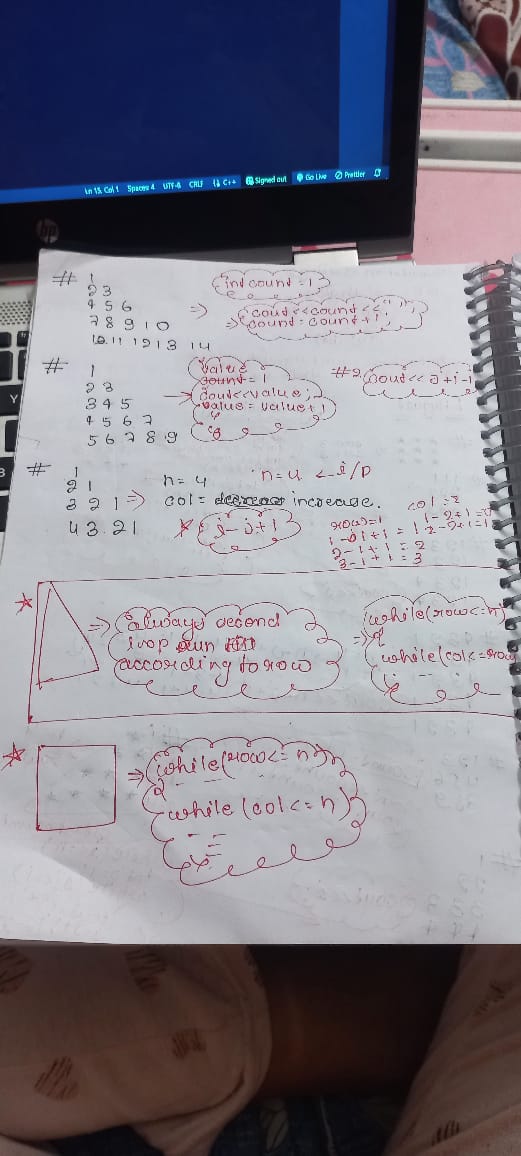 Ln 15, Col 1 Spaces: 4 UTF-8 CRLF C++ Signed out Go Live Prettier
hp
# 1
2 3
4 5 6
7 8 9 10
10 11 12 13 14
int count = 1
=> cout << count << " ";
=> count = count + 1;
# 1
2 3
3 4 5
4 5 6 7
5 6 7 8 9
value
count = 1
cout << value;
value = value + 1
#2 cout << j + i - 1
# 1
2 1
3 2 1 =>
4 3 2 1
n = 4 n = 4 <- i/p
col = increase.
* i - j + 1
row = 1
1 - 1 + 1 = 1
2 - 1 + 1 = 2
3 - 1 + 1 = 3
col = 2
1 - 2 + 1 = 0
2 - 2 + 1 = 1
=> always second
loop run
according to row
=> while (row <= n)
{
while (col <= row
=> while (row <= n)
{
while (col <= n)